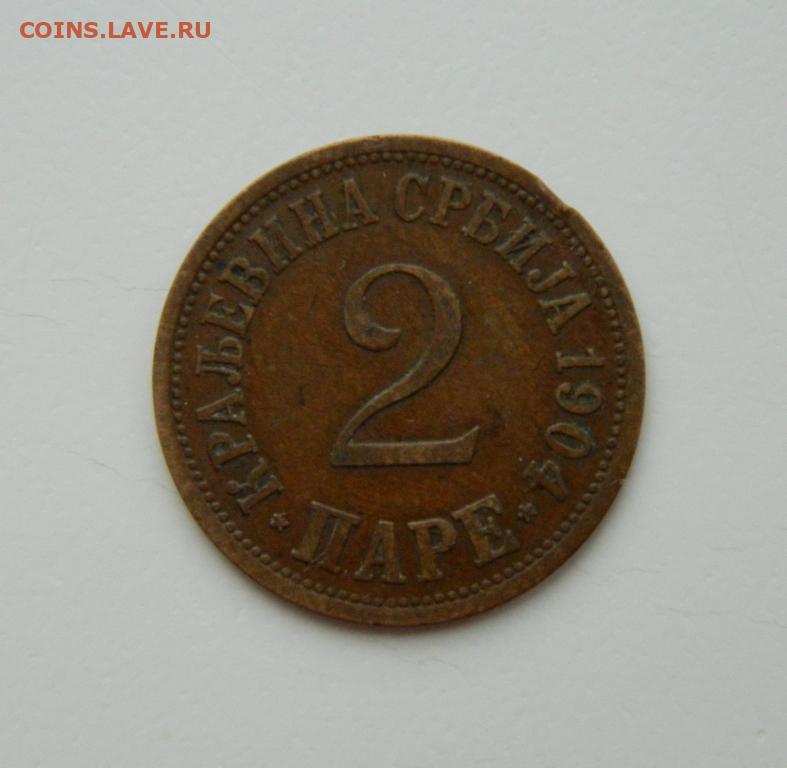 COINS.LAVE.RU
КРАЉЕВИНА СРБИЈА 1904
2
* ПАРЕ *